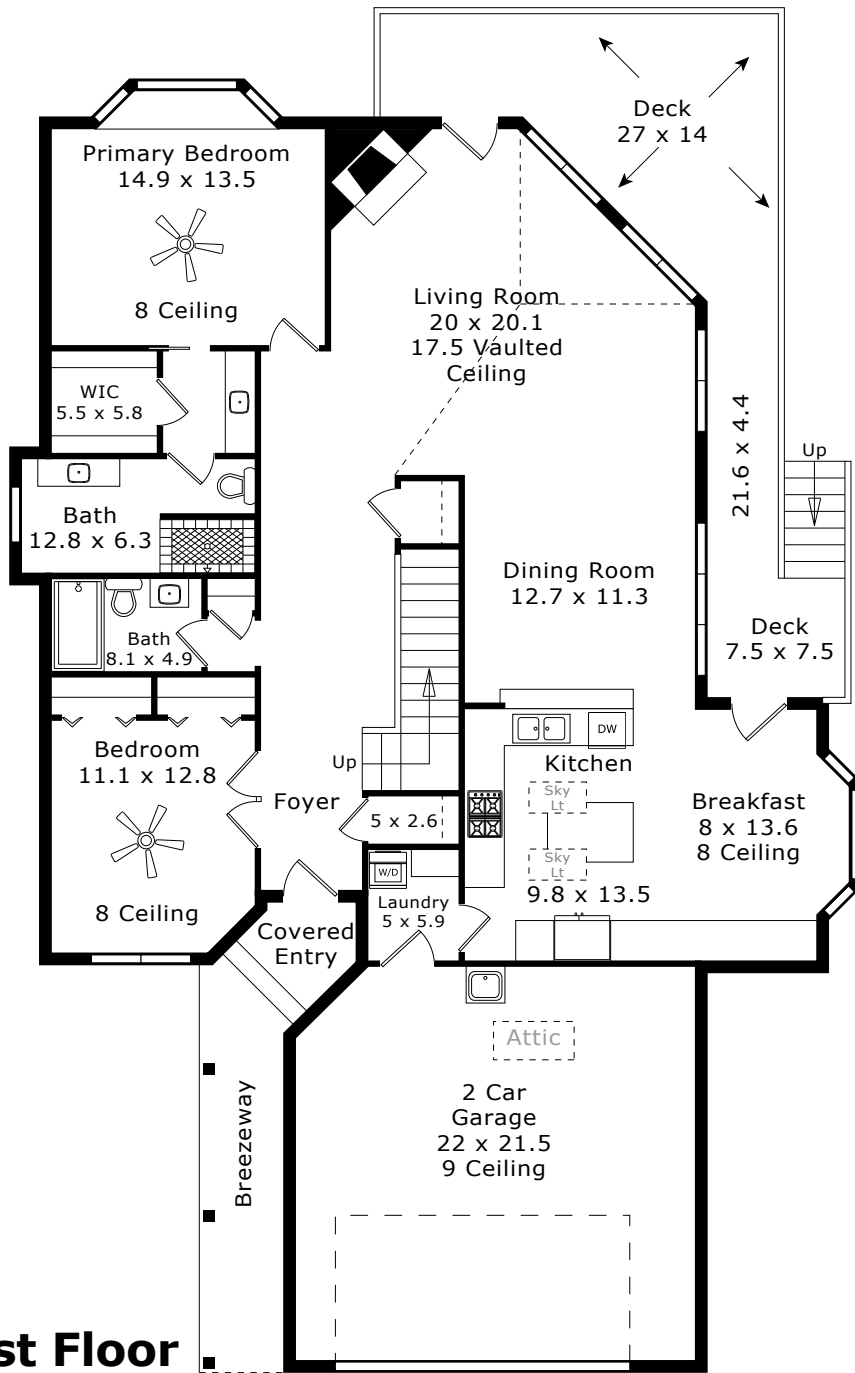 Deck
27 x 14
Primary Bedroom
14.9 x 13.5
8 Ceiling
Living Room
20 x 20.1
17.5 Vaulted
Ceiling
WIC
5.5 x 5.8
21.6 x 4.4
Up
Bath
12.8 x 6.3
Dining Room
12.7 x 11.3
Deck
7.5 x 7.5
Bath
8.1 x 4.9
Bedroom
11.1 x 12.8
8 Ceiling
Up
Foyer
5 x 2.6
DW
Kitchen
Sky
Lt
Sky
Lt
9.8 x 13.5
Breakfast
8 x 13.6
8 Ceiling
W/D
Laundry
5 x 5.9
Covered
Entry
Attic
2 Car
Garage
22 x 21.5
9 Ceiling
Breezeway
st Floor